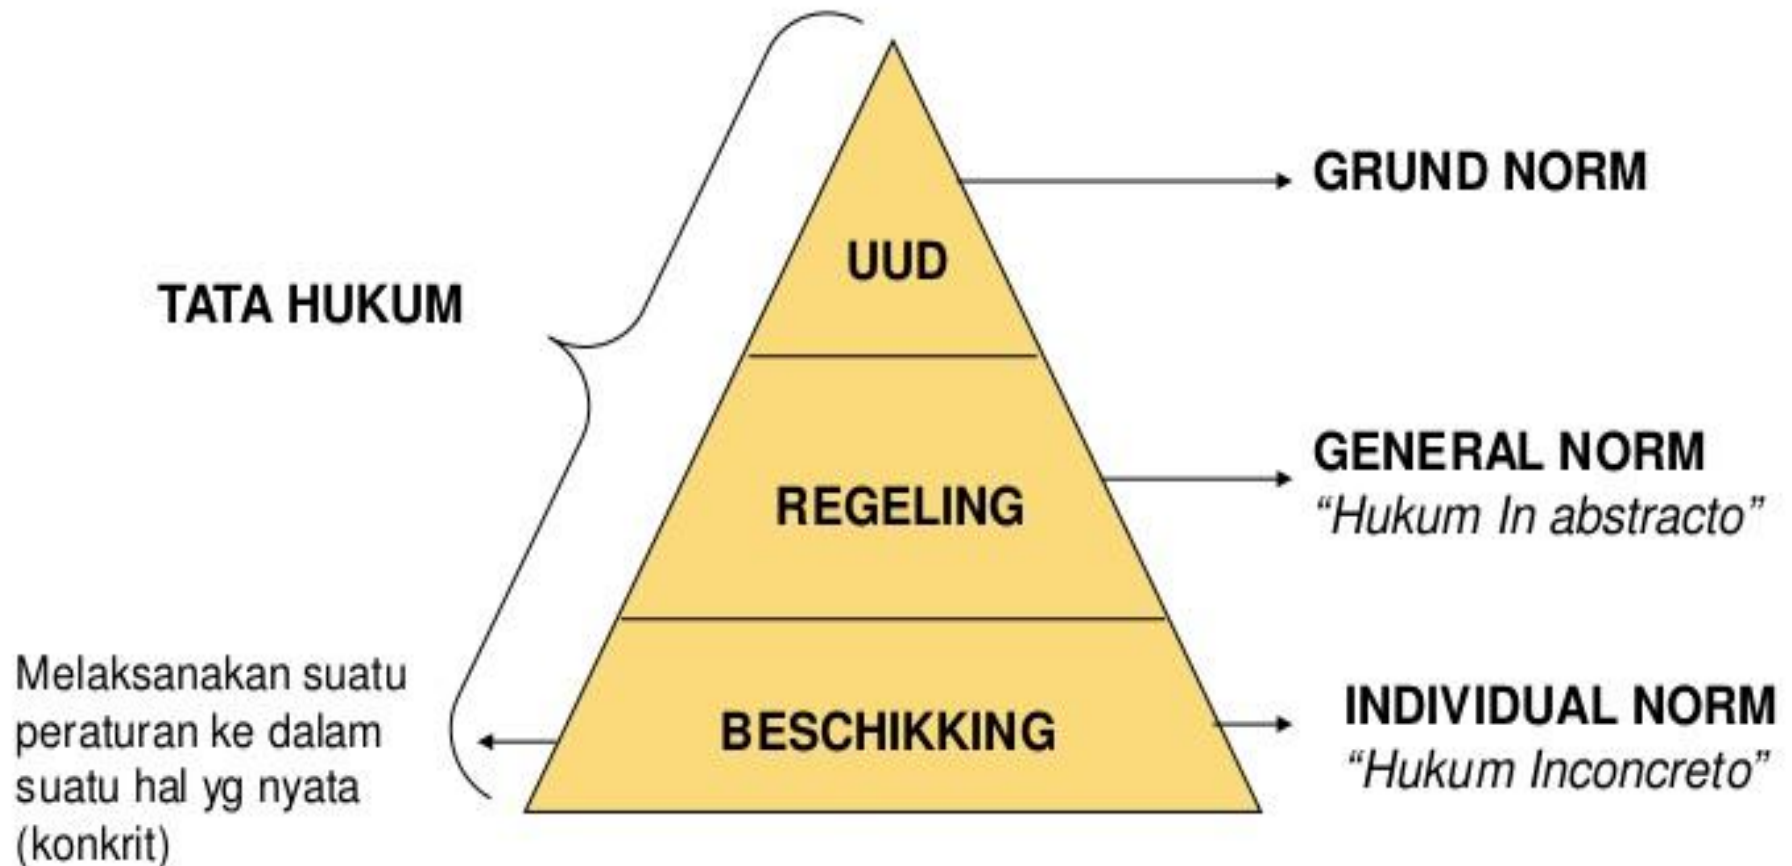 GRUND NORM
UUD
TATA HUKUM
GENERAL NORM
“Hukum In abstracto”
REGELING
Melaksanakan suatu
peraturan ke dalam
suatu hal yg nyata
(konkrit)
BESCHIKKING
INDIVIDUAL NORM
“Hukum Inconcreto”